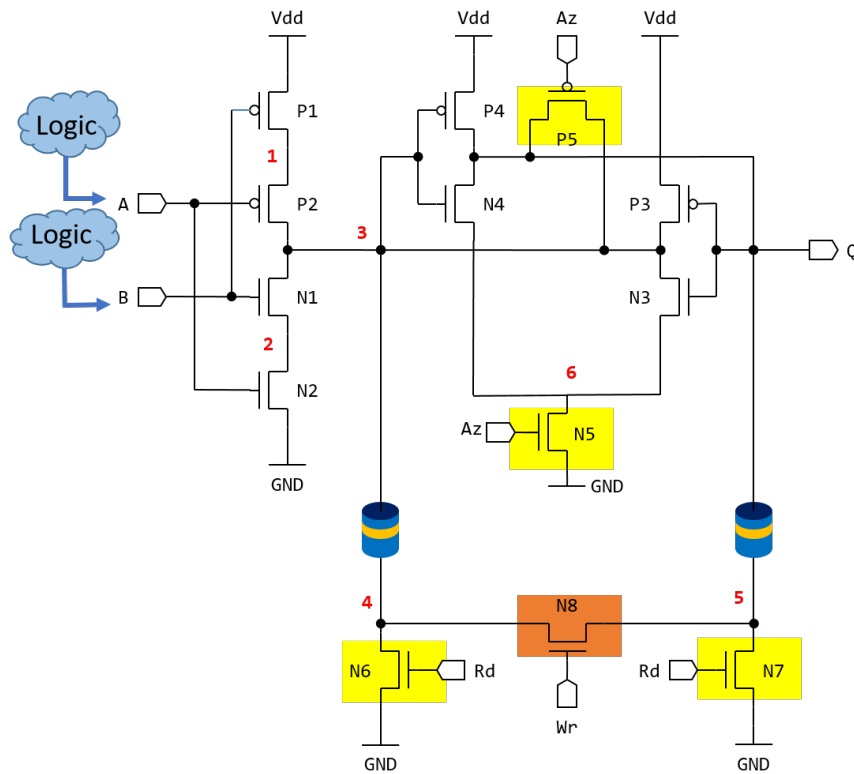 Vdd
Vdd
Az
Vdd
Logic
P1
P4
P5
1
A
P2
N4
P3
Logic
3
Q
B
N1
N3
2
6
N2
Az
N5
GND
GND
4
N8
5
N6
Rd
Rd
N7
Wr
GND
GND